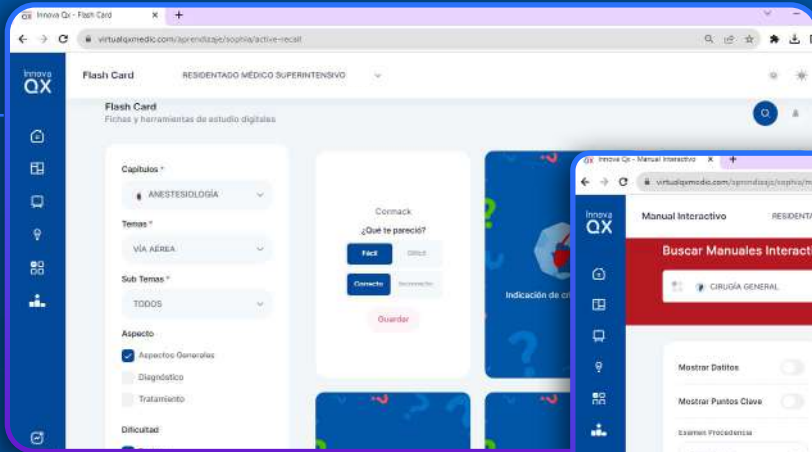 Innova Qx - Flash Card
virtualqxmedic.com/aprendizaje/sophia/active-recall
Innova
QX
Flash Card
RESIDENTADO MÉDICO SUPERINTENSIVO
Flash Card
Fichas y herramientas de estudio digitales
Capítulos *
ANESTESIOLOGÍA
Temas *
VÍA AÉREA
Sub Temas *
TODOS
Aspecto
Aspectos Generales
Diagnóstico
Tratamiento
Dificultad
Cormack
¿Qué te pareció?
Fácil
Difícil
Correcto
Incorrecto
Guardar
Indicación de
Innova Qx - Manual Interactivo
virtualqxmedic.com/aprendizaje/sophia/m
Innova
QX
Manual Interactivo
RESIDENTA
Buscar Manuales Interacti
CIRUGÍA GENERAL
Mostrar Datitos
Mostrar Puntos Clave
Examen Procedencia